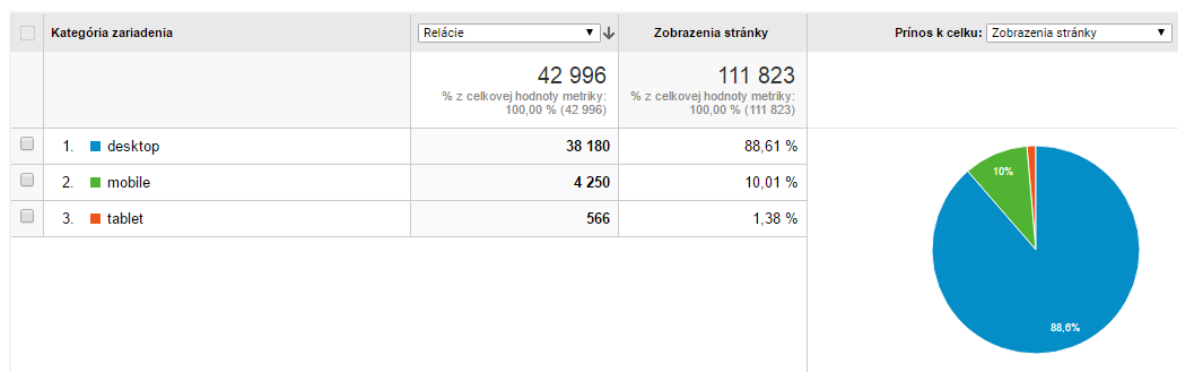 Kategória zariadenia Relácie Zobrazenia stránky Prínos k celku: Zobrazenia stránky
42 996 111 823
% z celkovej hodnoty metriky: % z celkovej hodnoty metriky:
100,00 % (42 996) 100,00 % (111 823)
1. desktop 38 180 88,61 %
2. mobile 4 250 10,01 %
3. tablet 566 1,38 %
10%
88,6%